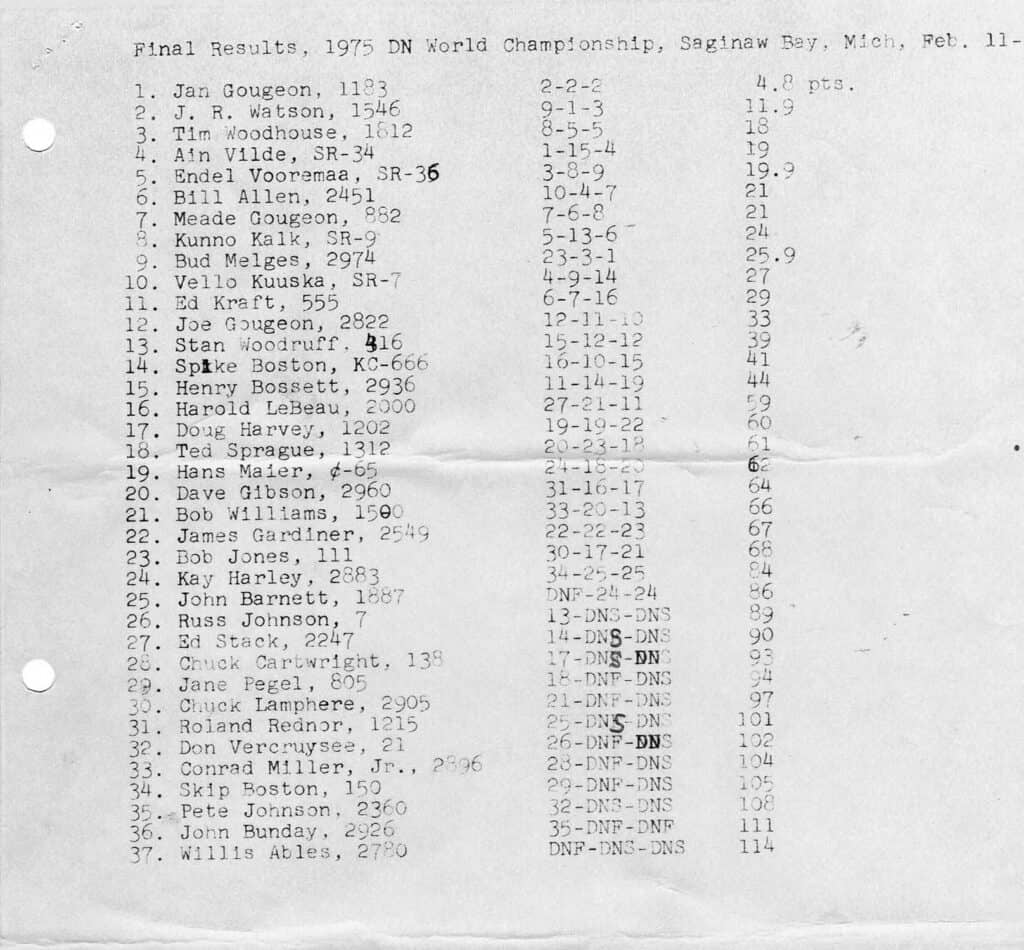 Final Results, 1975 DN World Championship, Saginaw Bay, Mich, Feb. 11-
1. Jan Gougeon, 1183 2-2-2 4.8 pts.
2. J. R. Watson, 1546 9-1-3 11.9
3. Tim Woodhouse, 1812 8-5-5 18
4. Ain Vilde, SR-34 1-15-4 19
5. Endel Vooremaa, SR-36 3-8-9 19.9
6. Bill Allen, 2451 10-4-7 21
7. Meade Gougeon, 882 7-6-8 21
8. Kunno Kalk, SR-9 5-13-6 24
9. Bud Melges, 2974 23-3-1 25.9
10. Vello Kuuska, SR-7 4-9-14 27
11. Ed Kraft, 555 6-7-16 29
12. Joe Gougeon, 2822 12-11-10 33
13. Stan Woodruff, 416 15-12-12 39
14. Spike Boston, KC-666 16-10-15 41
15. Henry Bossett, 2936 11-14-19 44
16. Harold LeBeau, 2000 27-21-11 59
17. Doug Harvey, 1202 19-19-22 60
18. Ted Sprague, 1312 20-23-18 61
19. Hans Maier, ¢-65 24-18-20 62
20. Dave Gibson, 2960 31-16-17 64
21. Bob Williams, 1500 33-20-13 66
22. James Gardiner, 2549 22-22-23 67
23. Bob Jones, 111 30-17-21 68
24. Kay Harley, 2883 34-25-25 84
25. John Barnett, 1887 DNF-24-24 86
26. Russ Johnson, 7 13-DNS-DNS 89
27. Ed Stack, 2247 14-DNS-DNS 90
28. Chuck Cartwright, 138 17-DNS-DNS 93
29. Jane Pegel, 805 18-DNF-DNS 94
30. Chuck Lamphere, 2905 21-DNF-DNS 97
31. Roland Rednor, 1215 25-DNS-DNS 101
32. Don Vercruysee, 21 26-DNF-DNS 102
33. Conrad Miller, Jr., 2896 28-DNF-DNS 104
34. Skip Boston, 150 29-DNF-DNS 105
35. Pete Johnson, 2360 32-DNS-DNS 108
36. John Bunday, 2926 35-DNF-DNF 111
37. Willis Ables, 2780 DNF-DNS-DNS 114